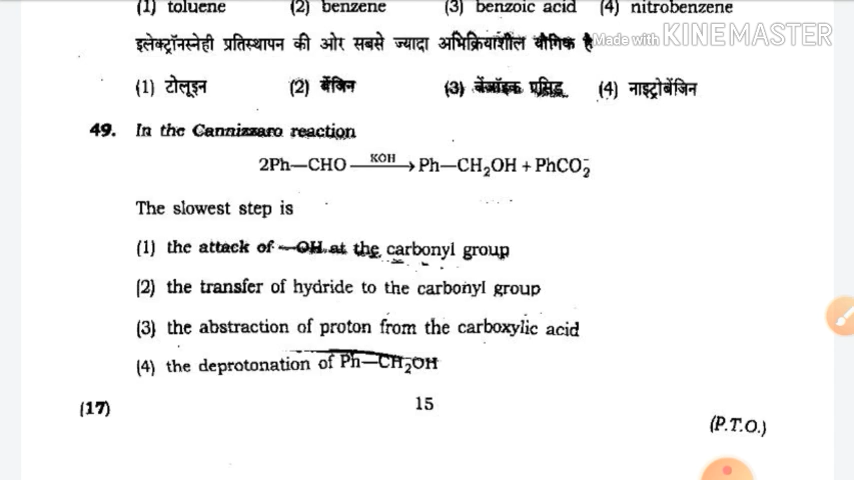 (1) toluene (2) benzene (3) benzoic acid (4) nitrobenzene
इलेक्ट्रॉनस्नेही प्रतिस्थापन की ओर सबसे ज्यादा अभिक्रियाशील यौगिक है
Made with KINEMASTER
(1) टोलूइन (2) बेंजिन (3) बेंजॉइक एसिड (4) नाइट्रोबेंजिन
49. In the Cannizzaro reaction
2Ph—CHO —KOH→ Ph—CH₂OH + PhCO₂⁻
The slowest step is
(1) the attack of —OH at the carbonyl group
(2) the transfer of hydride to the carbonyl group
(3) the abstraction of proton from the carboxylic acid
(4) the deprotonation of Ph—CH₂OH
(17) 15
(P.T.O.)